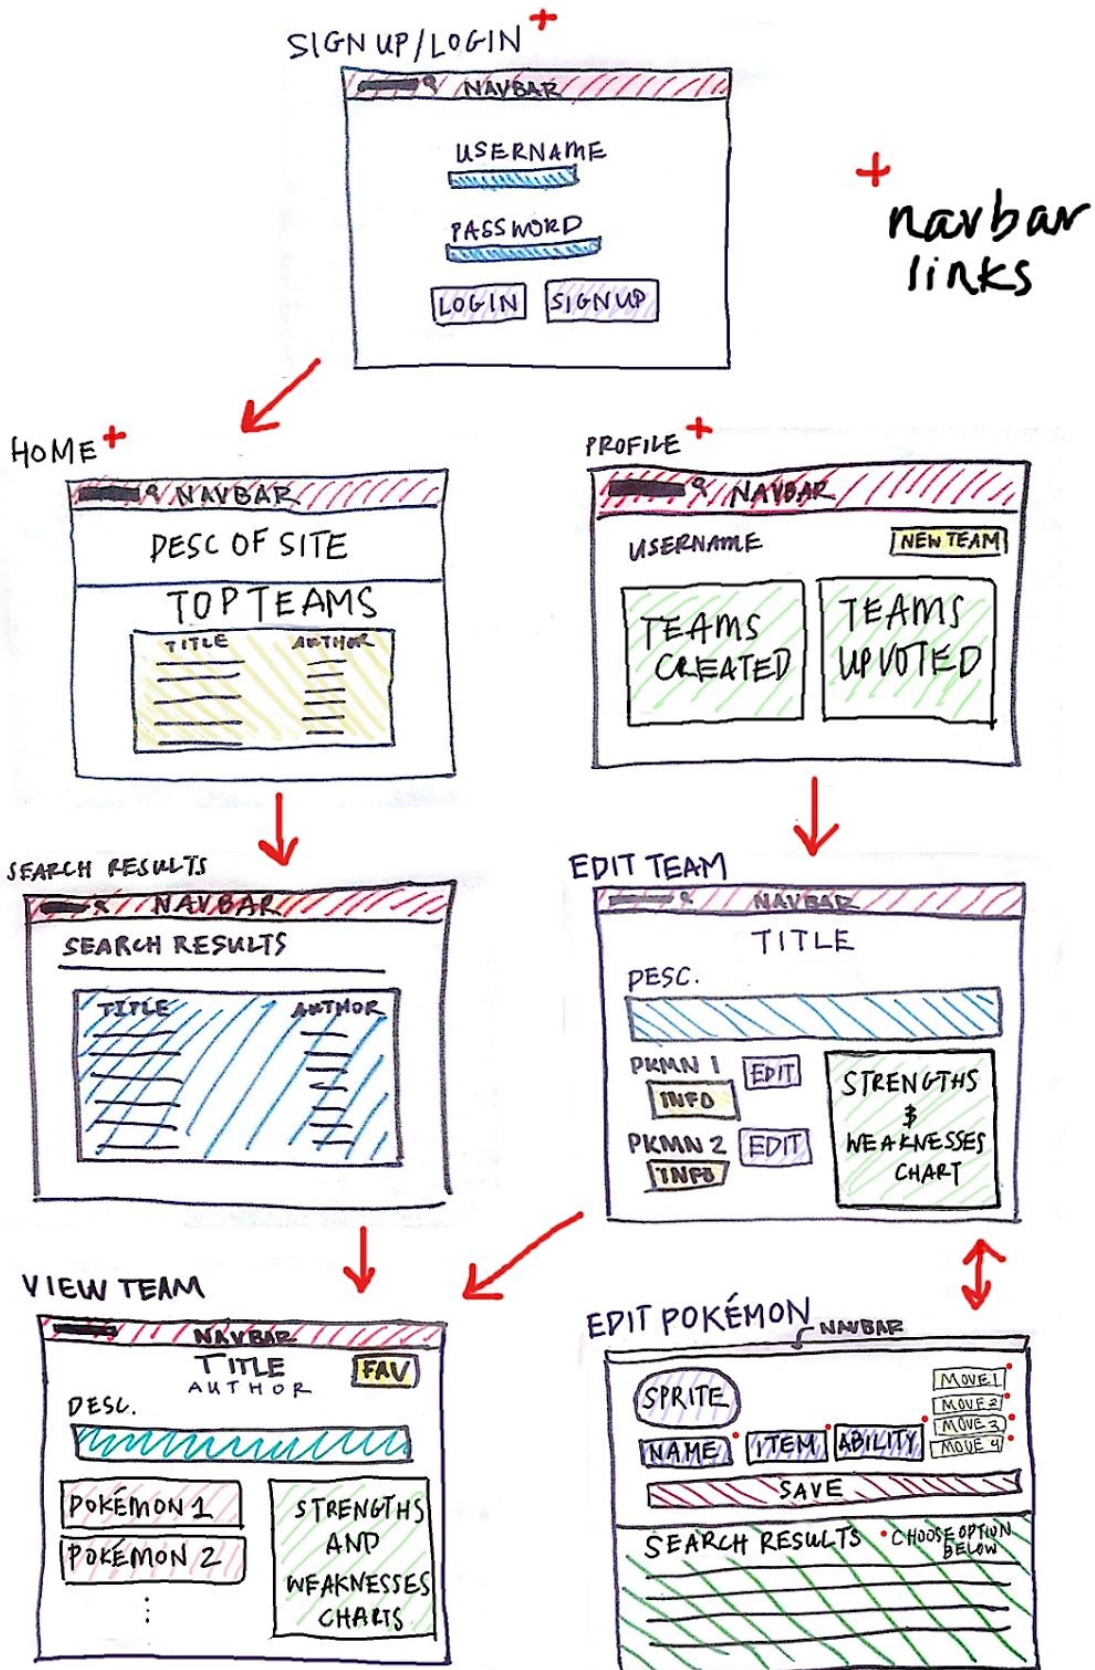 SIGN UP/LOGIN +
NAVBAR
USERNAME
PASSWORD
LOGIN
SIGNUP
+
navbar
links
HOME +
NAVBAR
DESC OF SITE
TOP TEAMS
TITLE AUTHOR
PROFILE +
NAVBAR
USERNAME
NEW TEAM
TEAMS
CREATED
TEAMS
UPVOTED
SEARCH RESULTS
NAVBAR
SEARCH RESULTS
TITLE AUTHOR
EDIT TEAM
NAVBAR
TITLE
DESC.
PKMN 1 EDIT
INFO
PKMN 2 EDIT
INFO
STRENGTHS
&
WEAKNESSES
CHART
VIEW TEAM
NAVBAR
TITLE
AUTHOR
FAV
DESC.
POKÉMON 1
POKÉMON 2
STRENGTHS
AND
WEAKNESSES
CHARTS
EDIT POKÉMON
NAVBAR
SPRITE
NAME
ITEM
ABILITY
MOVE 1
MOVE 2
MOVE 3
MOVE 4
SAVE
SEARCH RESULTS
• CHOOSE OPTION
BELOW